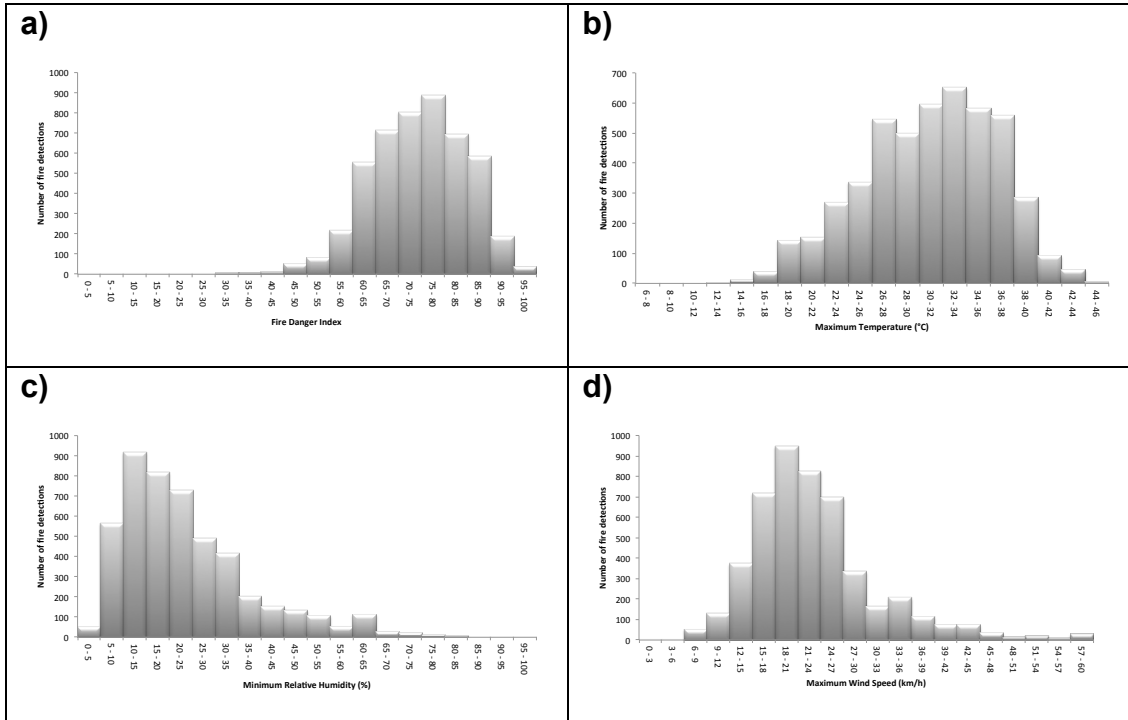 a)
1000
900
800
700
600
500
400
300
200
100
0
Number of fire detections
0 - 5
5 - 10
10 - 15
15 - 20
20 - 25
25 - 30
30 - 35
35 - 40
40 - 45
45 - 50
50 - 55
55 - 60
60 - 65
65 - 70
70 - 75
75 - 80
80 - 85
85 - 90
90 - 95
95 - 100
Fire Danger Index
b)
700
600
500
400
300
200
100
0
Number of fire detections
6 - 8
8 - 10
10 - 12
12 - 14
14 - 16
16 - 18
18 - 20
20 - 22
22 - 24
24 - 26
26 - 28
28 - 30
30 - 32
32 - 34
34 - 36
36 - 38
38 - 40
40 - 42
42 - 44
44 - 46
Maximum Temperature (°C)
c)
1000
900
800
700
600
500
400
300
200
100
0
Number of fire detections
0 - 5
5 - 10
10 - 15
15 - 20
20 - 25
25 - 30
30 - 35
35 - 40
40 - 45
45 - 50
50 - 55
55 - 60
60 - 65
65 - 70
70 - 75
75 - 80
80 - 85
85 - 90
90 - 95
95 - 100
Minimum Relative Humidity (%)
d)
1000
900
800
700
600
500
400
300
200
100
0
Number of fire detections
0 - 3
3 - 6
6 - 9
9 - 12
12 - 15
15 - 18
18 - 21
21 - 24
24 - 27
27 - 30
30 - 33
33 - 36
36 - 39
39 - 42
42 - 45
45 - 48
48 - 51
51 - 54
54 - 57
57 - 60
Maximum Wind Speed (km/h)